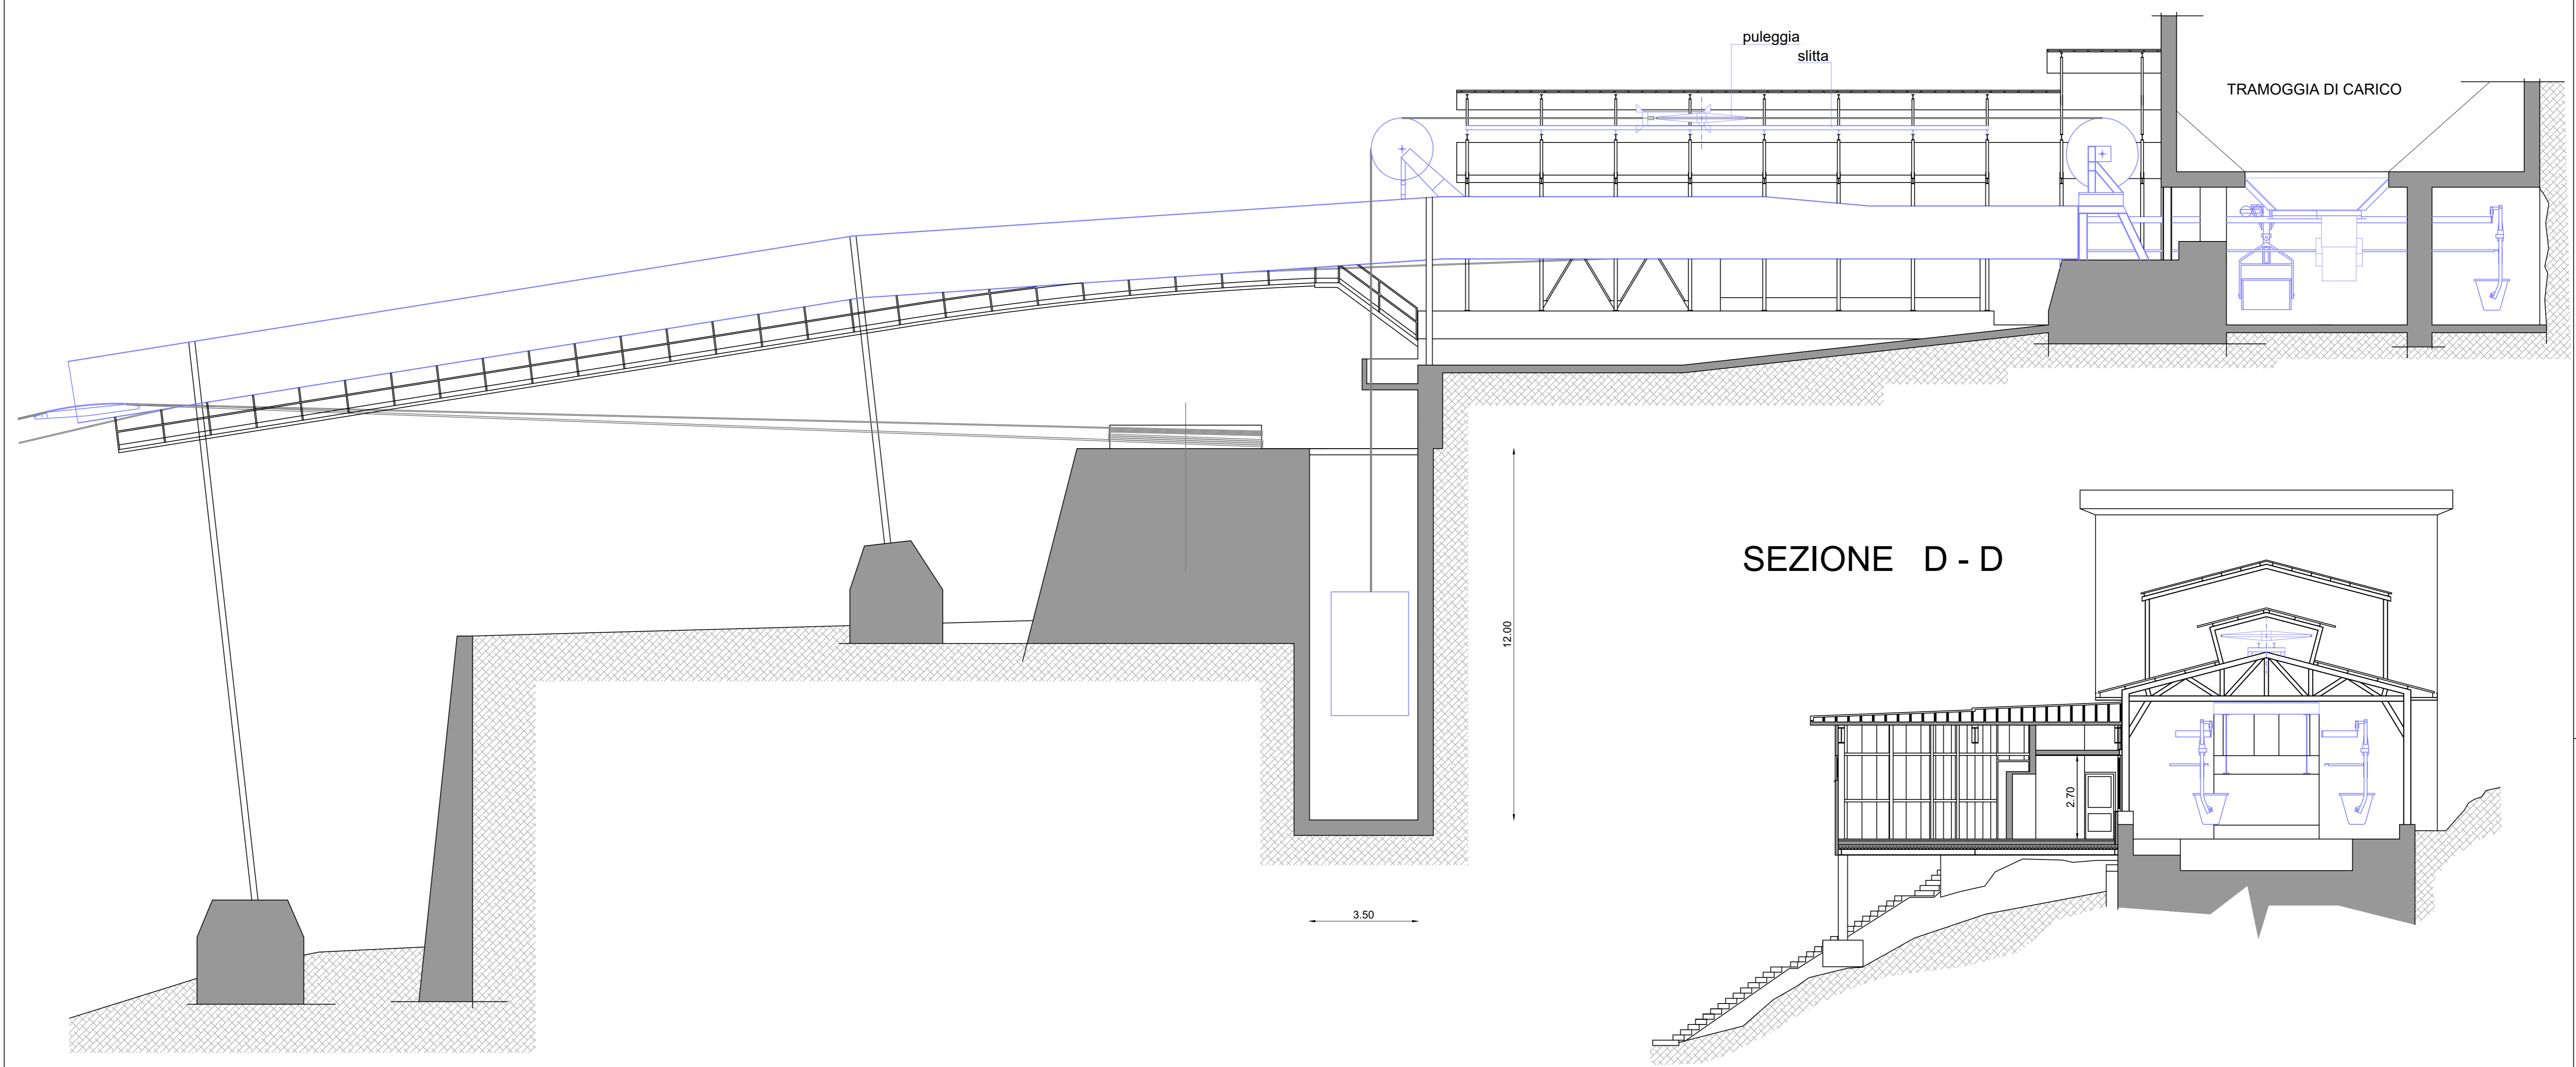 puleggia
slitta
TRAMOGGIA DI CARICO
SEZIONE D - D
12.00
2.70
3.50